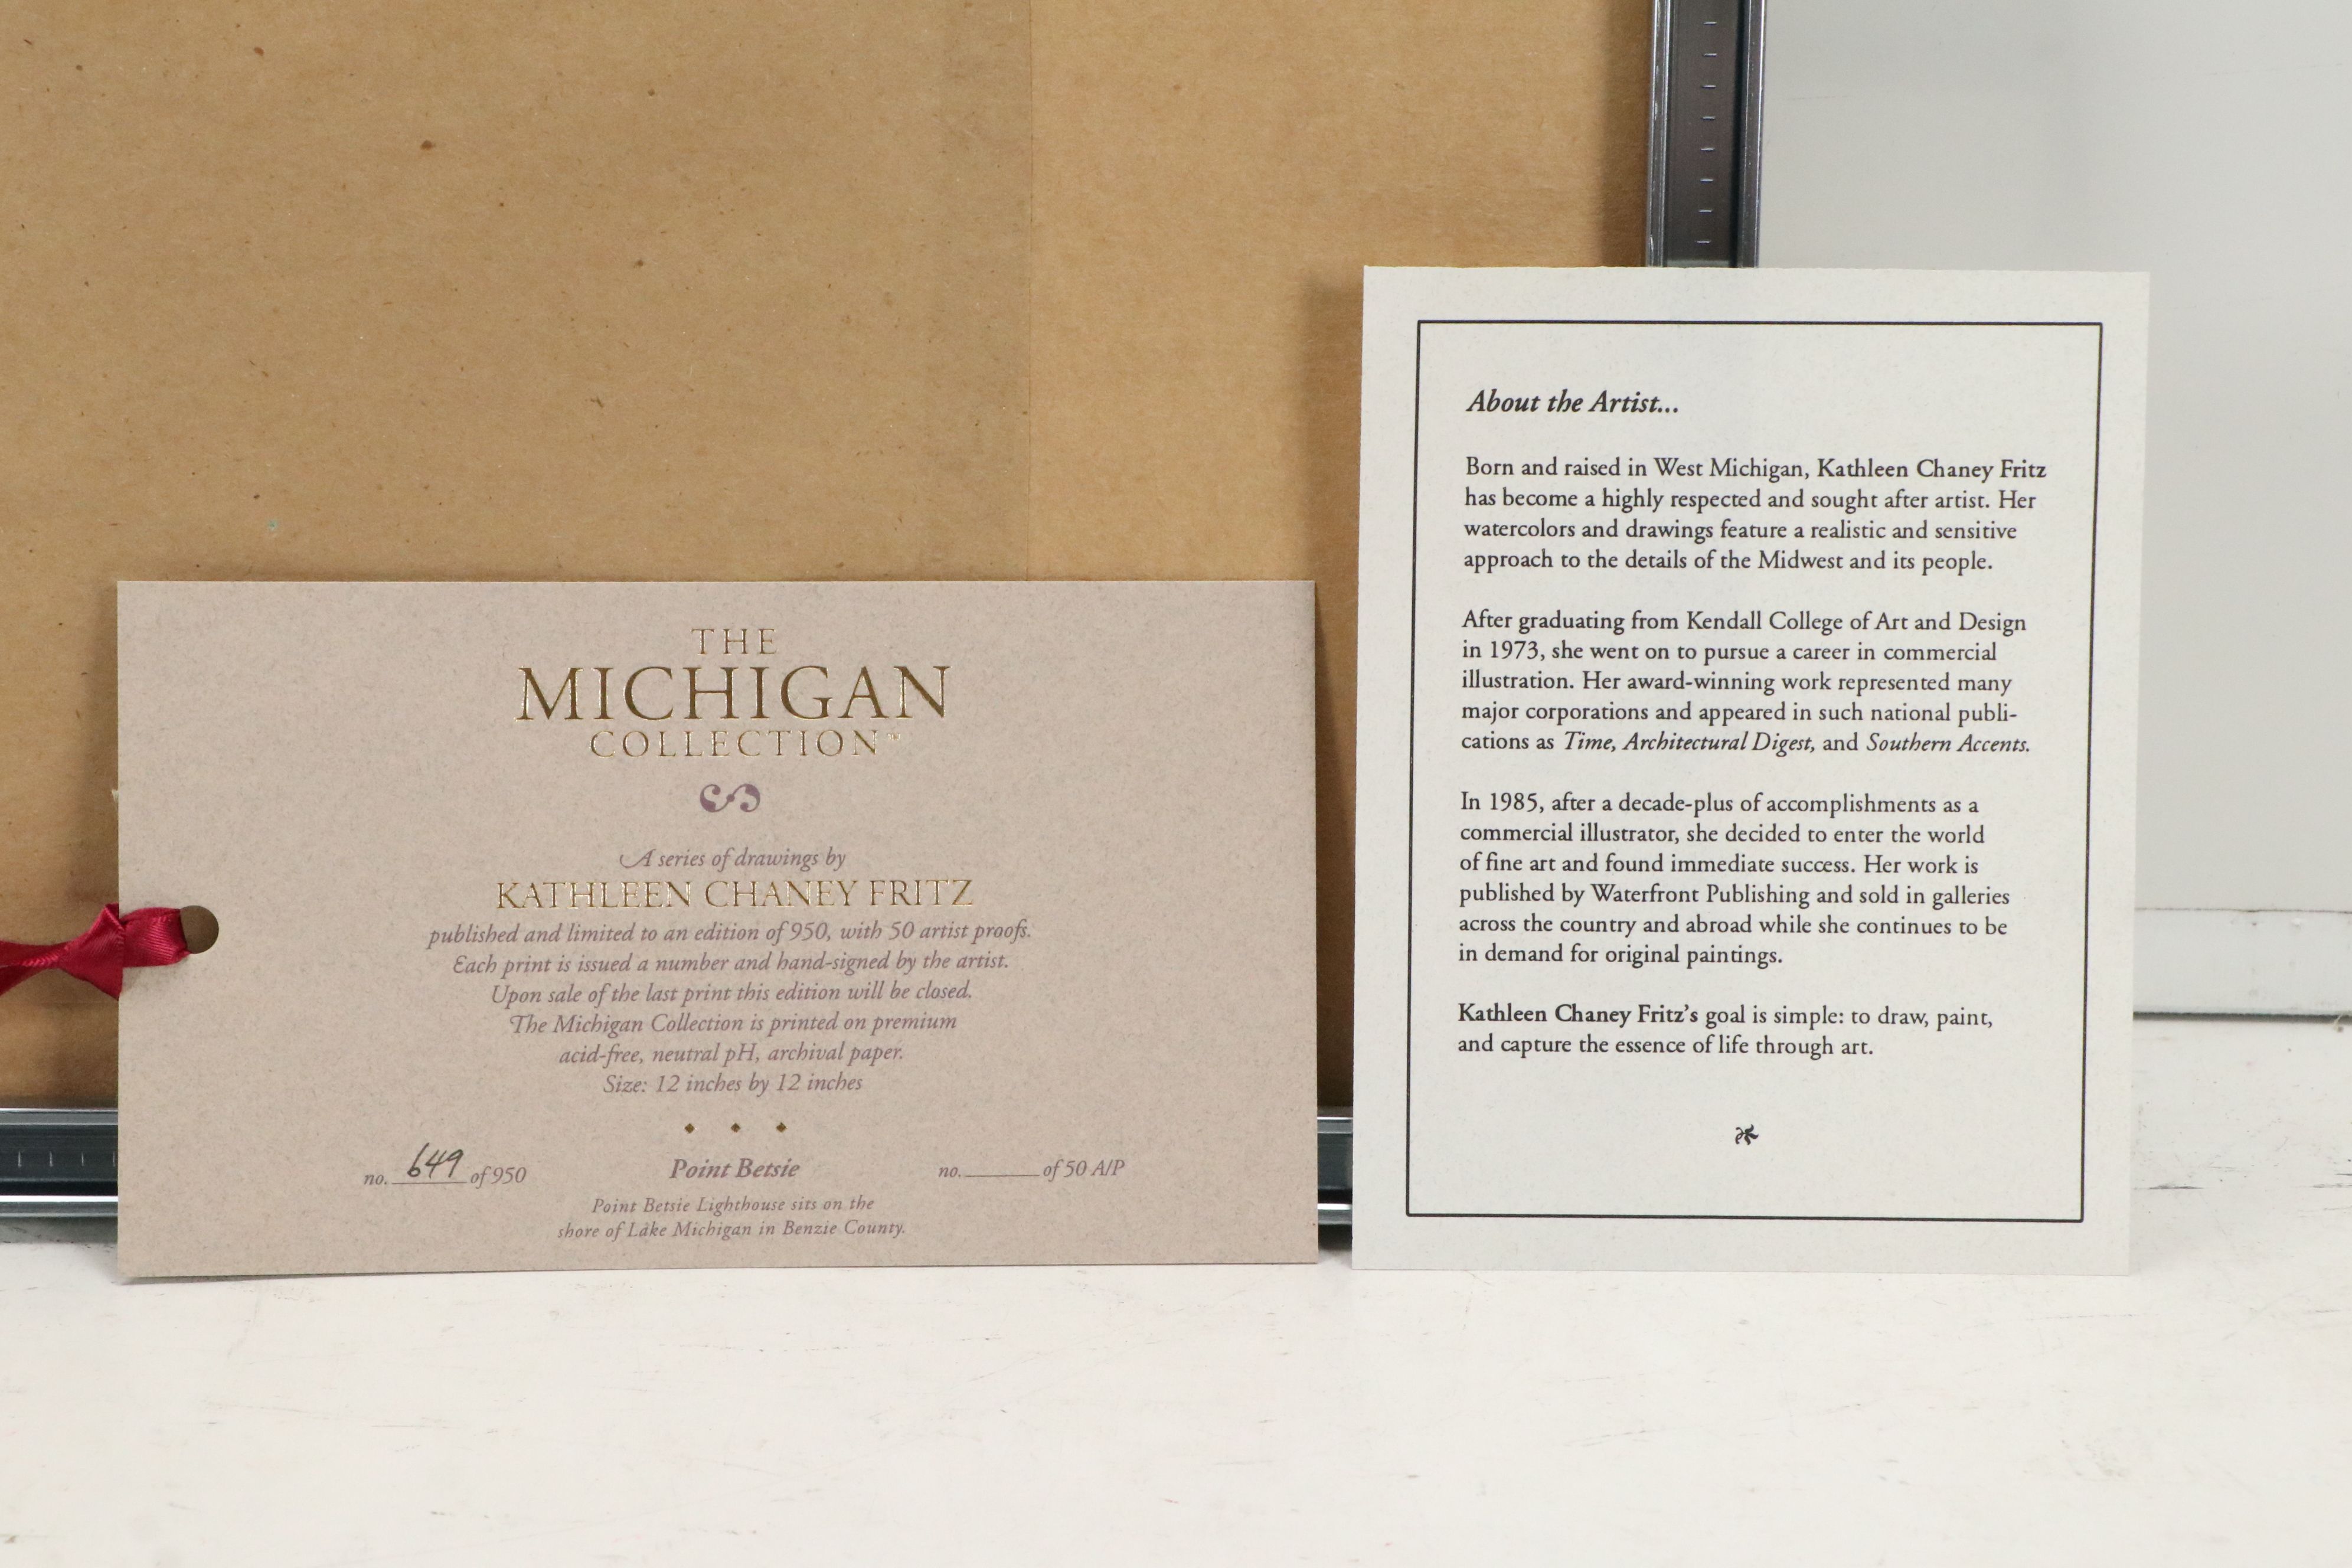 THE
MICHIGAN
COLLECTION™
A series of drawings by
KATHLEEN CHANEY FRITZ
published and limited to an edition of 950, with 50 artist proofs.
Each print is issued a number and hand-signed by the artist.
Upon sale of the last print this edition will be closed.
The Michigan Collection is printed on premium
acid-free, neutral pH, archival paper.
Size: 12 inches by 12 inches
no. 649 of 950
Point Betsie
no. of 50 A/P
Point Betsie Lighthouse sits on the
shore of Lake Michigan in Benzie County.
About the Artist...
Born and raised in West Michigan, Kathleen Chaney Fritz
has become a highly respected and sought after artist. Her
watercolors and drawings feature a realistic and sensitive
approach to the details of the Midwest and its people.
After graduating from Kendall College of Art and Design
in 1973, she went on to pursue a career in commercial
illustration. Her award-winning work represented many
major corporations and appeared in such national publi-
cations as Time, Architectural Digest, and Southern Accents.
In 1985, after a decade-plus of accomplishments as a
commercial illustrator, she decided to enter the world
of fine art and found immediate success. Her work is
published by Waterfront Publishing and sold in galleries
across the country and abroad while she continues to be
in demand for original paintings.
Kathleen Chaney Fritz's goal is simple: to draw, paint,
and capture the essence of life through art.